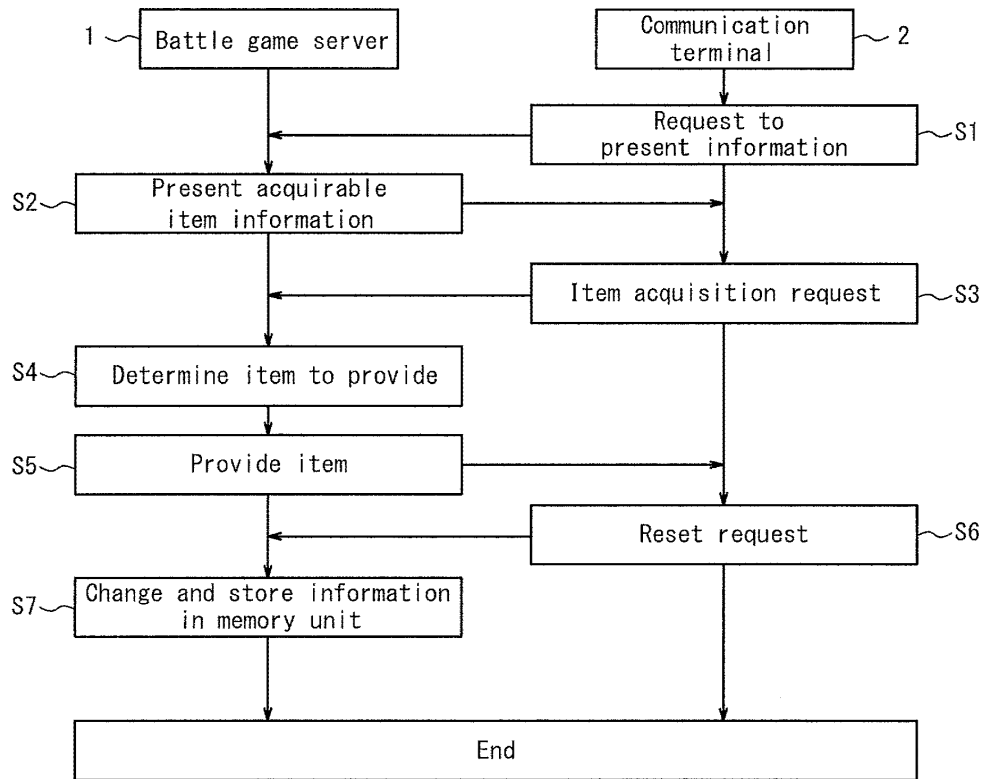 1
Battle game server
Communication
terminal
2
Request to
present information
S1
S2
Present acquirable
item information
Item acquisition request
S3
S4
Determine item to provide
S5
Provide item
Reset request
S6
S7
Change and store information
in memory unit
End